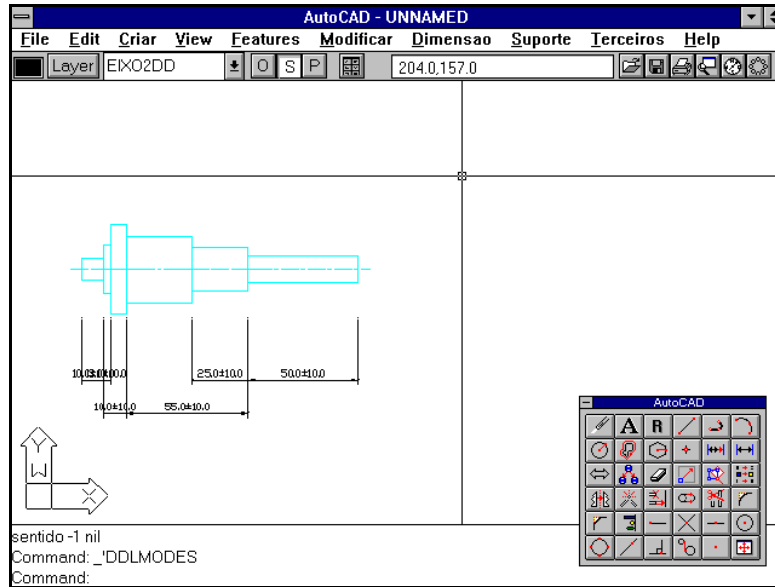 AutoCAD - UNNAMED
File Edit Criar View Features Modificar Dimensao Suporte Terceiros Help
Layer EIXO2DD O S P 204.0,157.0
25.0±10.0 50.0±10.0
10.0±10.0 55.0±10.0
AutoCAD
A R
Y
W
X
sentido -1 nil
Command: _'DDLMODES
Command: